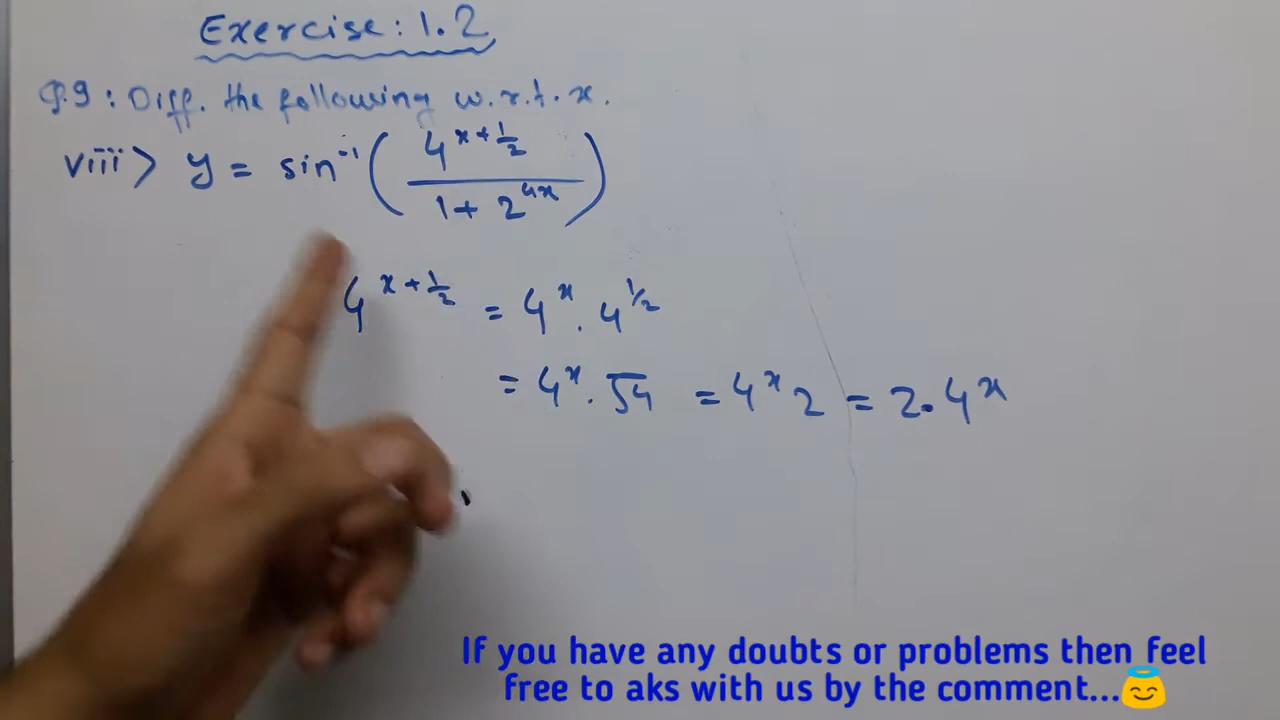 Exercise: 1.2
Q.9: Diff. the following w.r.t. x.
viii> y = sin⁻¹ ( 4^(x+1/2) / (1 + 2^(4x)) )
4^(x+1/2) = 4^x . 4^(1/2)
= 4^x . √4 = 4^x 2 = 2.4^x
If you have any doubts or problems then feel
free to aks with us by the comment...😇